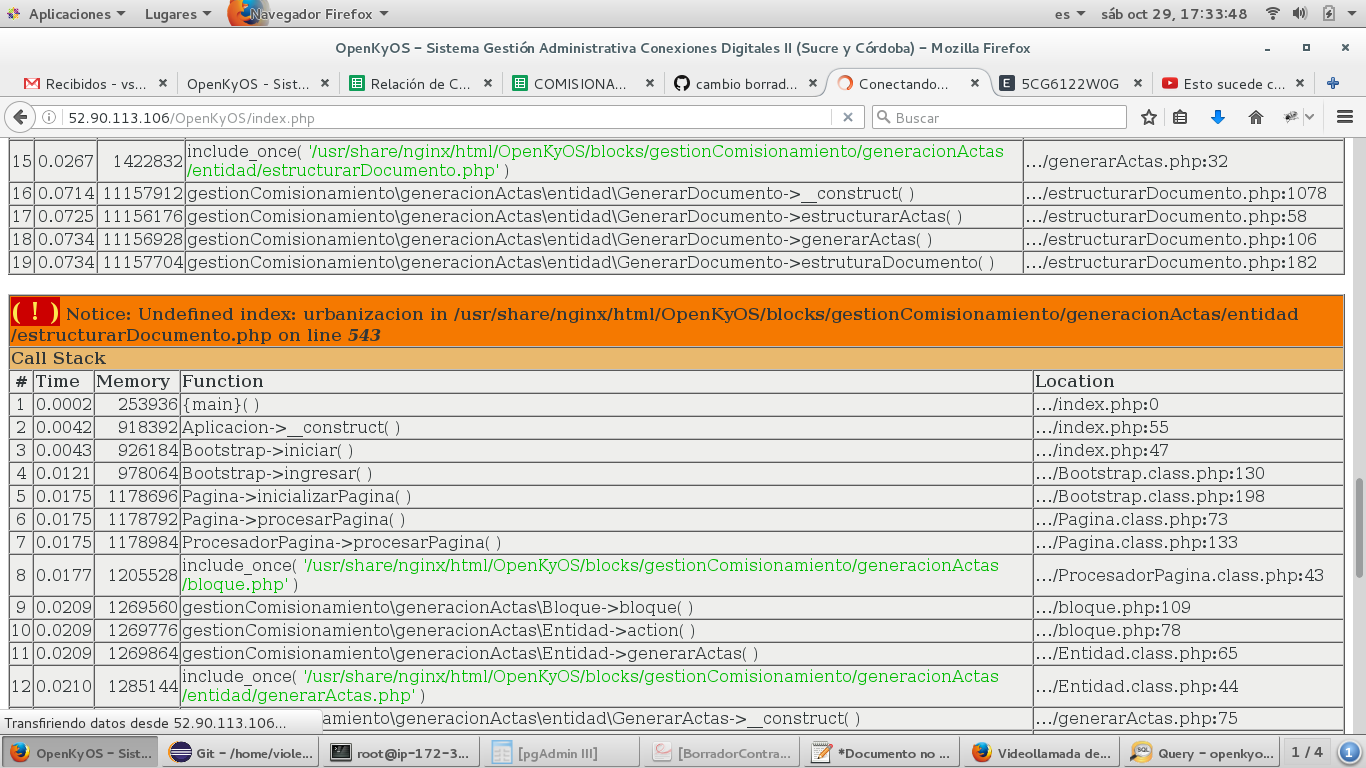 Aplicaciones Lugares Navegador Firefox es sáb oct 29, 17:33:48
OpenKyOS - Sistema Gestión Administrativa Conexiones Digitales II (Sucre y Córdoba) - Mozilla Firefox
Recibidos - vs... OpenKyOS - Sist... Relación de C... COMISIONA... cambio borrad... Conectando... 5CG6122W0G Esto sucede c...
52.90.113.106/OpenKyOS/index.php Buscar
15 0.0267 1422832 include_once( '/usr/share/nginx/html/OpenKyOS/blocks/gestionComisionamiento/generacionActas
/entidad/estructurarDocumento.php' ) .../generarActas.php:32
16 0.0714 11157912 gestionComisionamiento\generacionActas\entidad\GenerarDocumento->__construct( ) .../estructurarDocumento.php:1078
17 0.0725 11156176 gestionComisionamiento\generacionActas\entidad\GenerarDocumento->estructurarActas( ) .../estructurarDocumento.php:58
18 0.0734 11156928 gestionComisionamiento\generacionActas\entidad\GenerarDocumento->generarActas( ) .../estructurarDocumento.php:106
19 0.0734 11157704 gestionComisionamiento\generacionActas\entidad\GenerarDocumento->estruturaDocumento( ) .../estructurarDocumento.php:182
( ! ) Notice: Undefined index: urbanizacion in /usr/share/nginx/html/OpenKyOS/blocks/gestionComisionamiento/generacionActas/entidad
/estructurarDocumento.php on line 543
Call Stack
# Time Memory Function Location
1 0.0002 253936 {main}( ) .../index.php:0
2 0.0042 918392 Aplicacion->__construct( ) .../index.php:55
3 0.0043 926184 Bootstrap->iniciar( ) .../index.php:47
4 0.0121 978064 Bootstrap->ingresar( ) .../Bootstrap.class.php:130
5 0.0175 1178696 Pagina->inicializarPagina( ) .../Bootstrap.class.php:198
6 0.0175 1178792 Pagina->procesarPagina( ) .../Pagina.class.php:73
7 0.0175 1178984 ProcesadorPagina->procesarPagina( ) .../Pagina.class.php:133
8 0.0177 1205528 include_once( '/usr/share/nginx/html/OpenKyOS/blocks/gestionComisionamiento/generacionActas
/bloque.php' ) .../ProcesadorPagina.class.php:43
9 0.0209 1269560 gestionComisionamiento\generacionActas\Bloque->bloque( ) .../bloque.php:109
10 0.0209 1269776 gestionComisionamiento\generacionActas\Entidad->action( ) .../bloque.php:78
11 0.0209 1269864 gestionComisionamiento\generacionActas\Entidad->generarActas( ) .../Entidad.class.php:65
12 0.0210 1285144 include_once( '/usr/share/nginx/html/OpenKyOS/blocks/gestionComisionamiento/generacionActas
/entidad/generarActas.php' ) .../Entidad.class.php:44
Transfiriendo datos desde 52.90.113.106... amiento\generacionActas\entidad\GenerarActas->__construct( ) .../generarActas.php:75
OpenKyOS - Sist... Git - /home/viole... root@ip-172-3... [pgAdmin III] [BorradorContra... *Documento no ... Videollamada de... Query - openkyo... 1 / 4 1